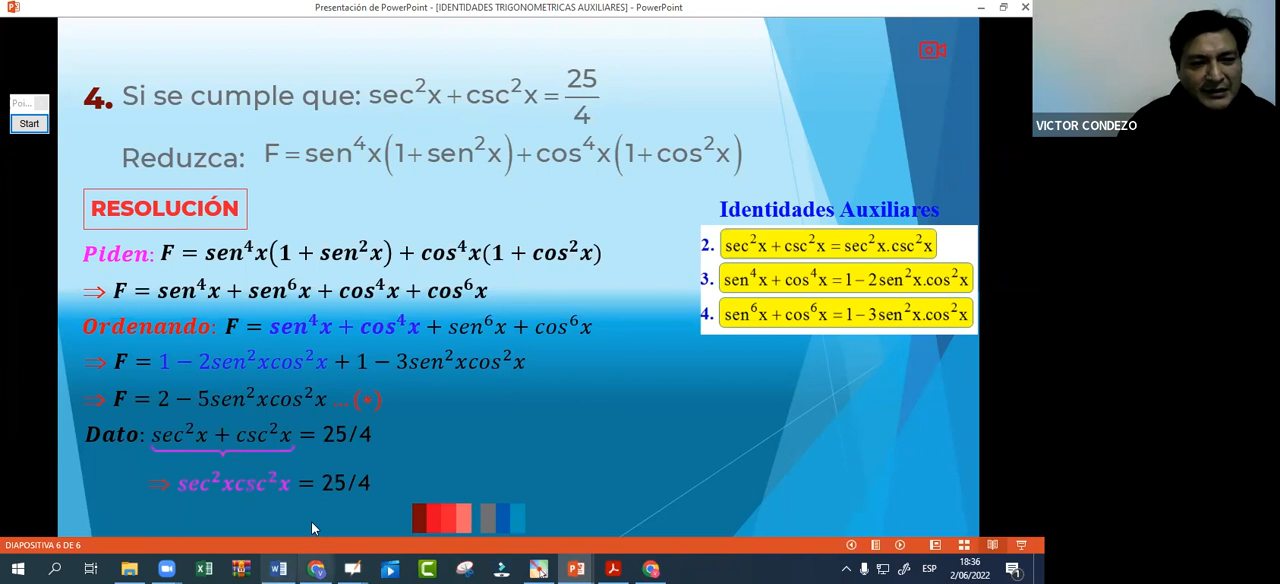 Presentación de PowerPoint - [IDENTIDADES TRIGONOMETRICAS AUXILIARES] - PowerPoint
Poi...
Start
VICTOR CONDEZO
4. Si se cumple que: sec²x + csc²x = 25/4
Reduzca: F = sen⁴x(1 + sen²x) + cos⁴x(1 + cos²x)
RESOLUCIÓN
Piden: F = sen⁴x(1 + sen²x) + cos⁴x(1 + cos²x)
⇒ F = sen⁴x + sen⁶x + cos⁴x + cos⁶x
Ordenando: F = sen⁴x + cos⁴x + sen⁶x + cos⁶x
⇒ F = 1 − 2sen²xcos²x + 1 − 3sen²xcos²x
⇒ F = 2 − 5sen²xcos²x ... (*)
Dato: sec²x + csc²x = 25/4
⇒ sec²xcsc²x = 25/4
Identidades Auxiliares
2. sec²x + csc²x = sec²x.csc²x
3. sen⁴x + cos⁴x = 1 − 2sen²x.cos²x
4. sen⁶x + cos⁶x = 1 − 3sen²x.cos²x
DIAPOSITIVA 6 DE 6
ESP
18:36
2/06/2022
1